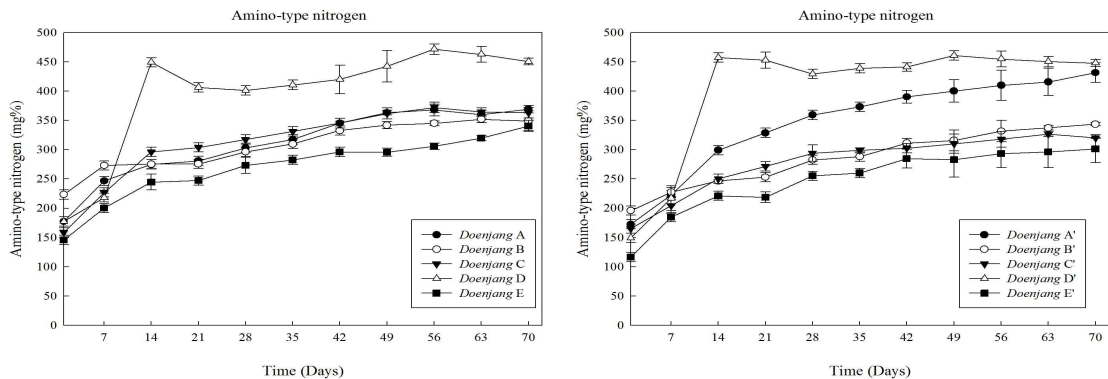 Amino-type nitrogen
Amino-type nitrogen (mg%)
500
450
400
350
300
250
200
150
100
50
0
7 14 21 28 35 42 49 56 63 70
Time (Days)
Doenjang A
Doenjang B
Doenjang C
Doenjang D
Doenjang E
Amino-type nitrogen
Amino-type nitrogen (mg%)
500
450
400
350
300
250
200
150
100
50
0
7 14 21 28 35 42 49 56 63 70
Time (Days)
Doenjang A'
Doenjang B'
Doenjang C'
Doenjang D'
Doenjang E'